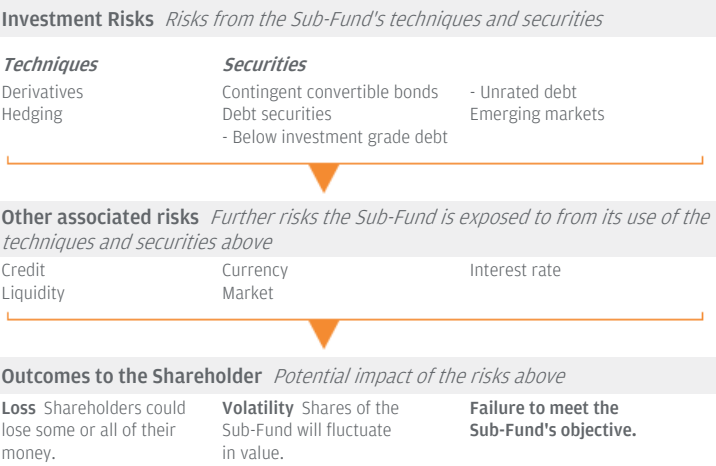 Investment Risks Risks from the Sub-Fund's techniques and securities
Techniques
Derivatives
Hedging
Securities
Contingent convertible bonds
Debt securities
- Below investment grade debt
- Unrated debt
Emerging markets
Other associated risks Further risks the Sub-Fund is exposed to from its use of the
techniques and securities above
Credit
Liquidity
Currency
Market
Interest rate
Outcomes to the Shareholder Potential impact of the risks above
Loss Shareholders could
lose some or all of their
money.
Volatility Shares of the
Sub-Fund will fluctuate
in value.
Failure to meet the
Sub-Fund's objective.